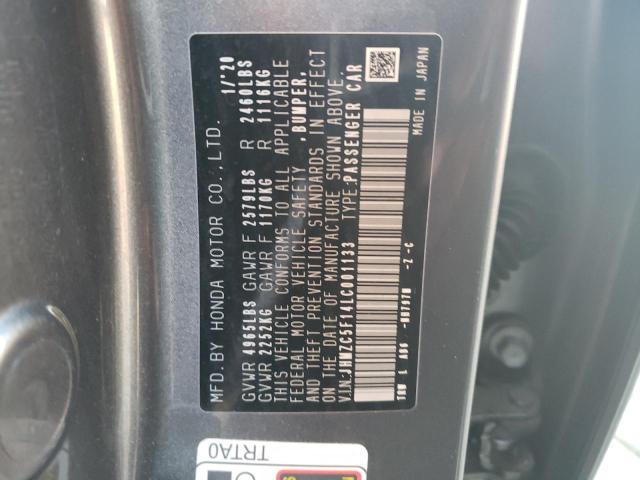 MFD.BY HONDA MOTOR CO.,LTD. 1/'20
GVWR 4965LBS GAWR F 2579LBS R 2460LBS
GVWR 2252KG GAWR F 1170KG R 1116KG
THIS VEHICLE CONFORMS TO ALL APPLICABLE
FEDERAL MOTOR VEHICLE SAFETY ,BUMPER,
AND THEFT PREVENTION STANDARDS IN EFFECT
ON THE DATE OF MANUFACTURE SHOWN ABOVE.
V.I.N:JHMZC5F14LC001133 TYPE:PASSENGER CAR
-Z -C MADE IN JAPAN
TRTA0